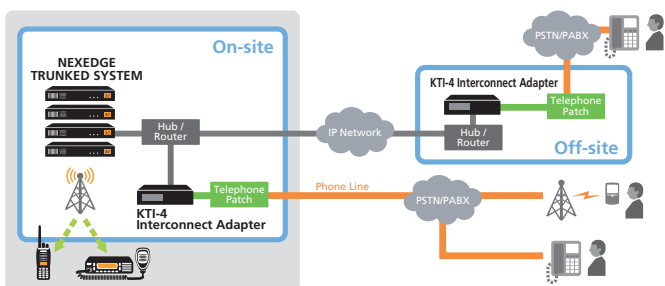 On-site
NEXEDGE
TRUNKED SYSTEM
Hub /
Router
Telephone
Patch
KTI-4
Interconnect Adapter
Phone Line
IP Network
PSTN/PABX
KTI-4 Interconnect Adapter
Telephone
Patch
Hub /
Router
Off-site
PSTN/PABX